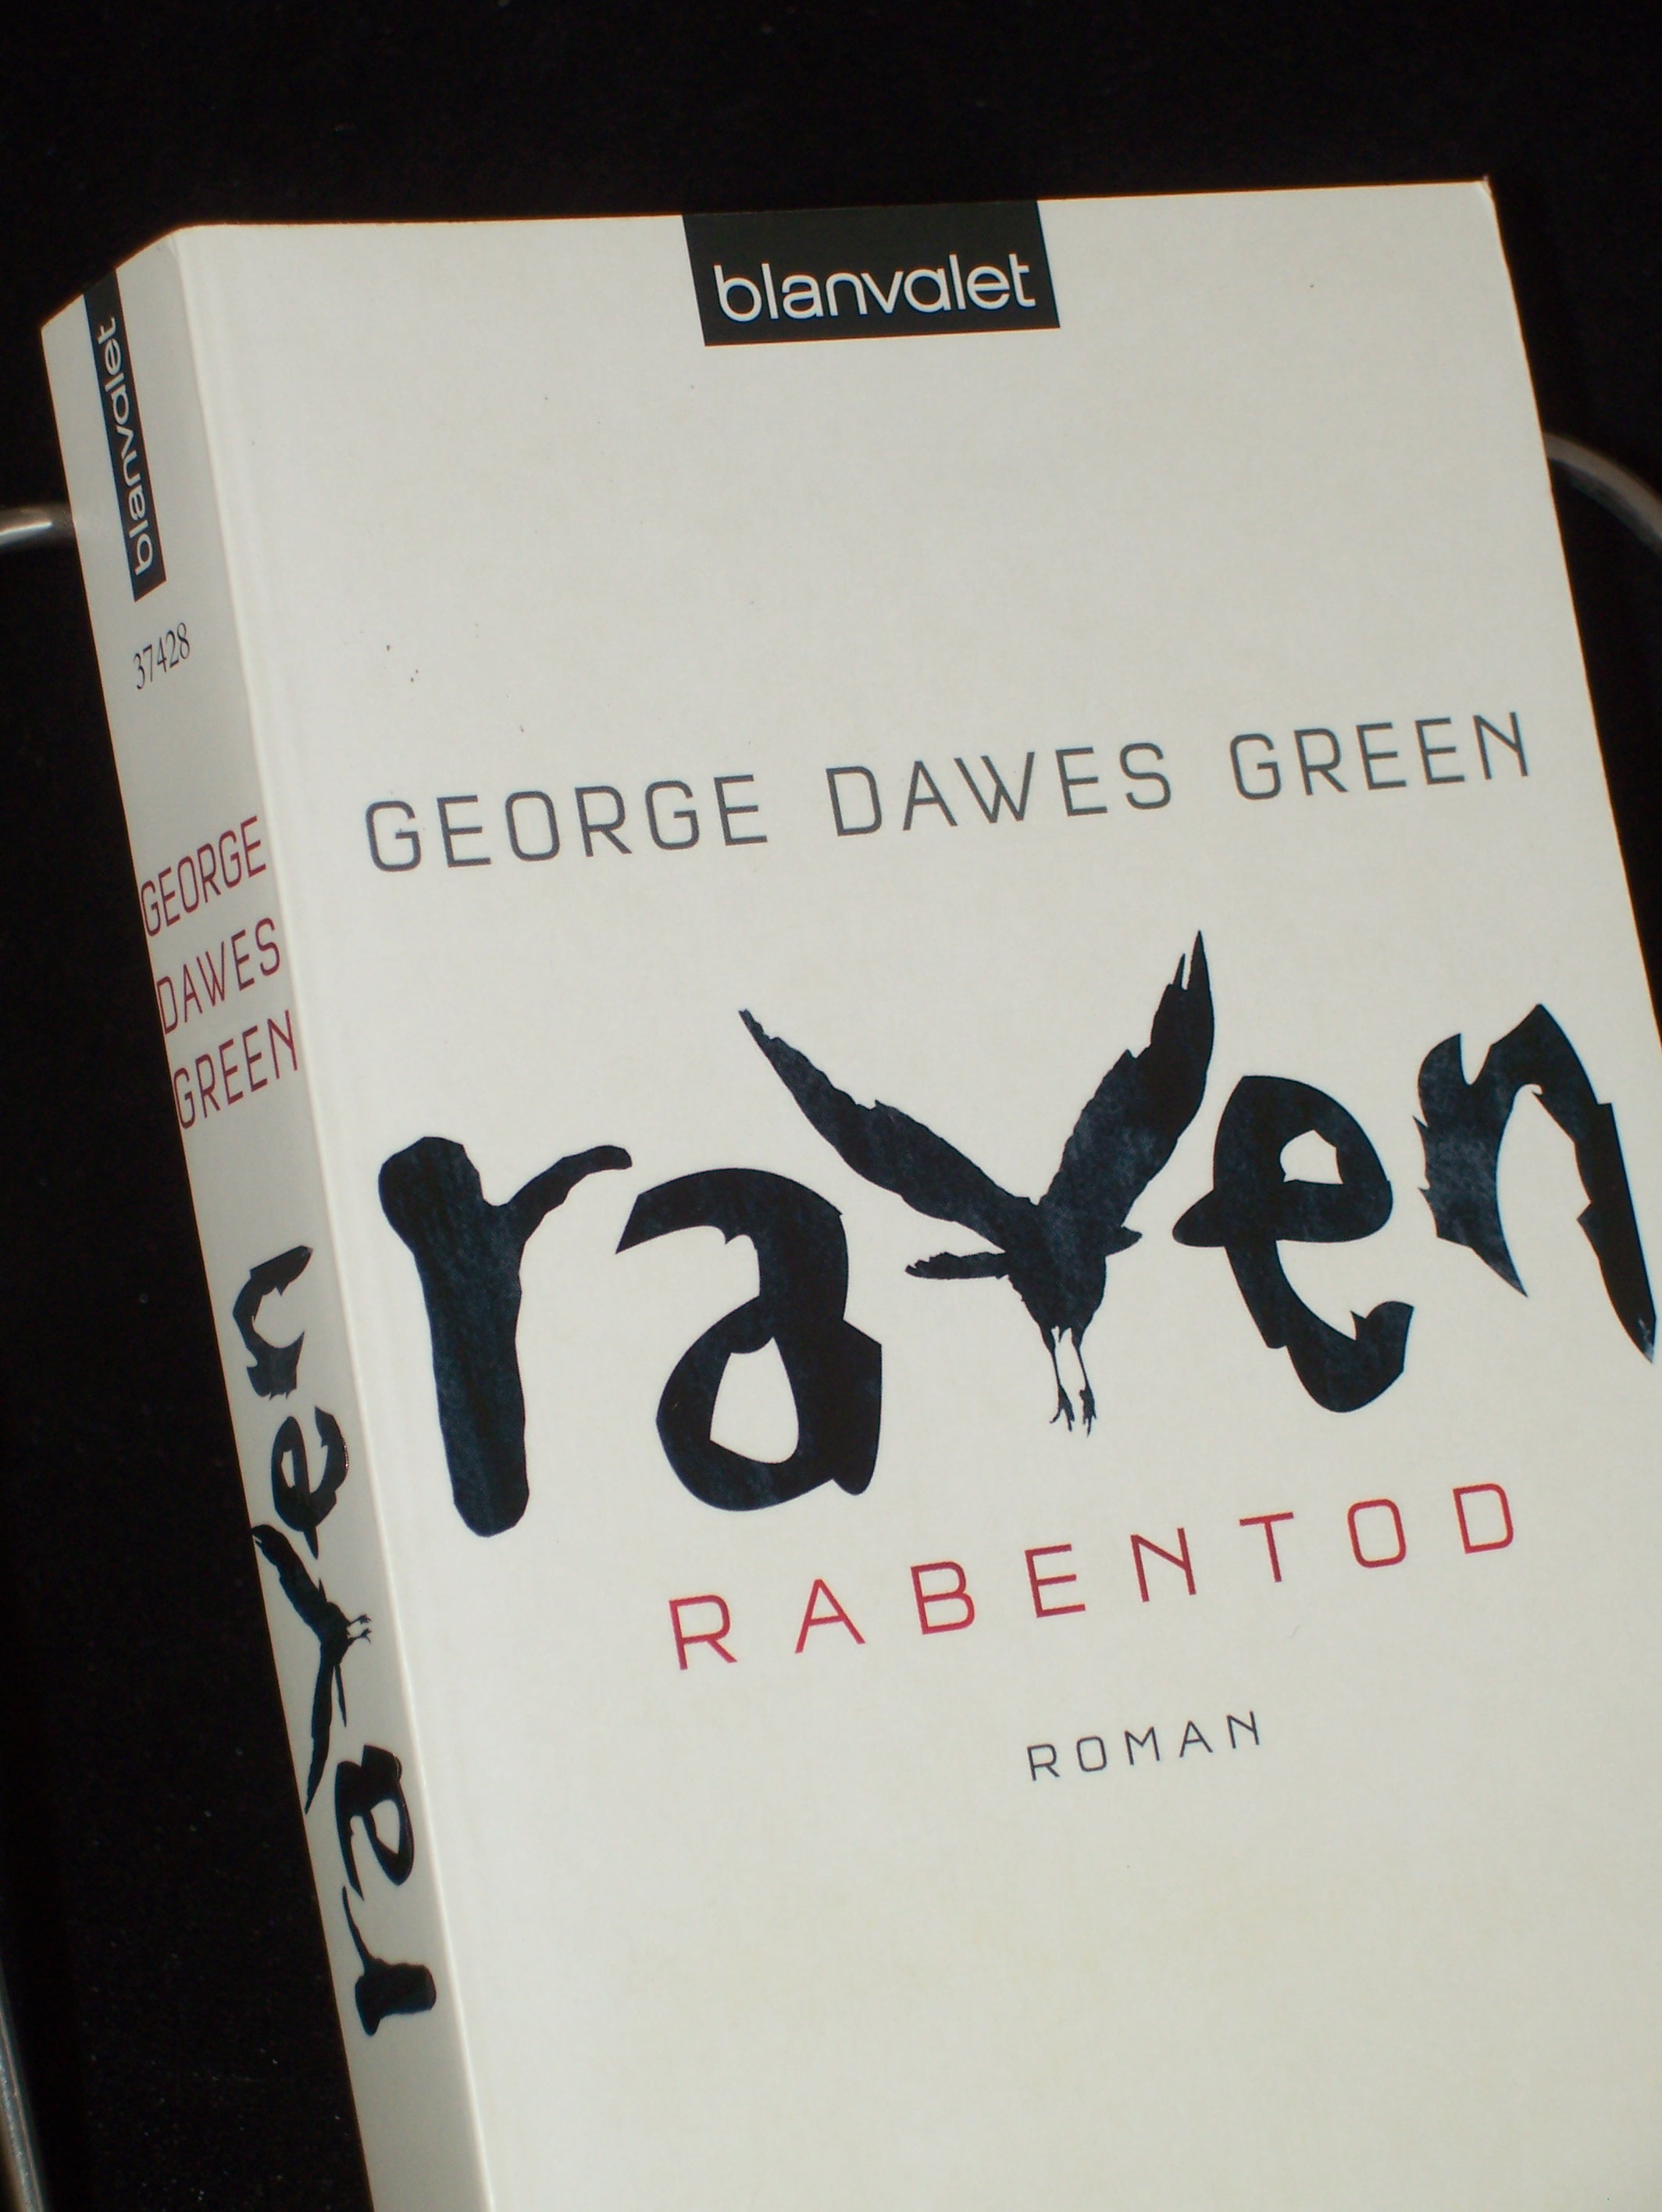 blanvalet
GEORGE DAWES GREEN
raven
RABENTOD
ROMAN
blanvalet
37428
GEORGE
DAWES
GREEN
raven